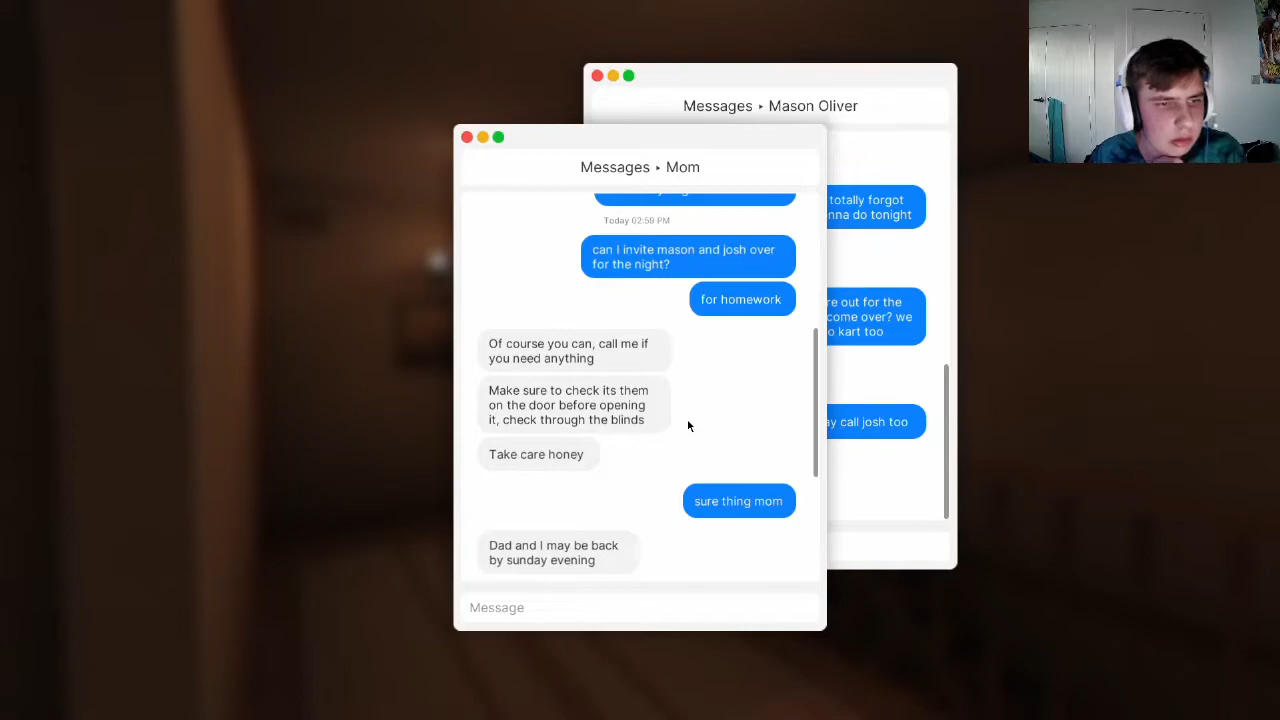 Messages ▸ Mason Oliver
totally forgot
nna do tonight
re out for the
come over? we
o kart too
ay call josh too
Messages ▸ Mom
Today 02:59 PM
can I invite mason and josh over
for the night?
for homework
Of course you can, call me if
you need anything
Make sure to check its them
on the door before opening
it, check through the blinds
Take care honey
sure thing mom
Dad and I may be back
by sunday evening
Message